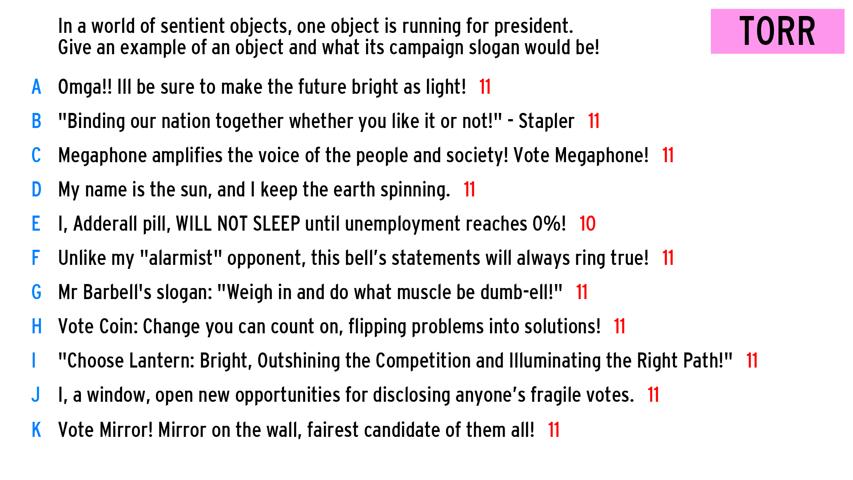 In a world of sentient objects, one object is running for president.
Give an example of an object and what its campaign slogan would be!
TORR
A Omga!! Ill be sure to make the future bright as light! 11
B "Binding our nation together whether you like it or not!" - Stapler 11
C Megaphone amplifies the voice of the people and society! Vote Megaphone! 11
D My name is the sun, and I keep the earth spinning. 11
E I, Adderall pill, WILL NOT SLEEP until unemployment reaches 0%! 10
F Unlike my "alarmist" opponent, this bell's statements will always ring true! 11
G Mr Barbell's slogan: "Weigh in and do what muscle be dumb-ell!" 11
H Vote Coin: Change you can count on, flipping problems into solutions! 11
I "Choose Lantern: Bright, Outshining the Competition and Illuminating the Right Path!" 11
J I, a window, open new opportunities for disclosing anyone's fragile votes. 11
K Vote Mirror! Mirror on the wall, fairest candidate of them all! 11